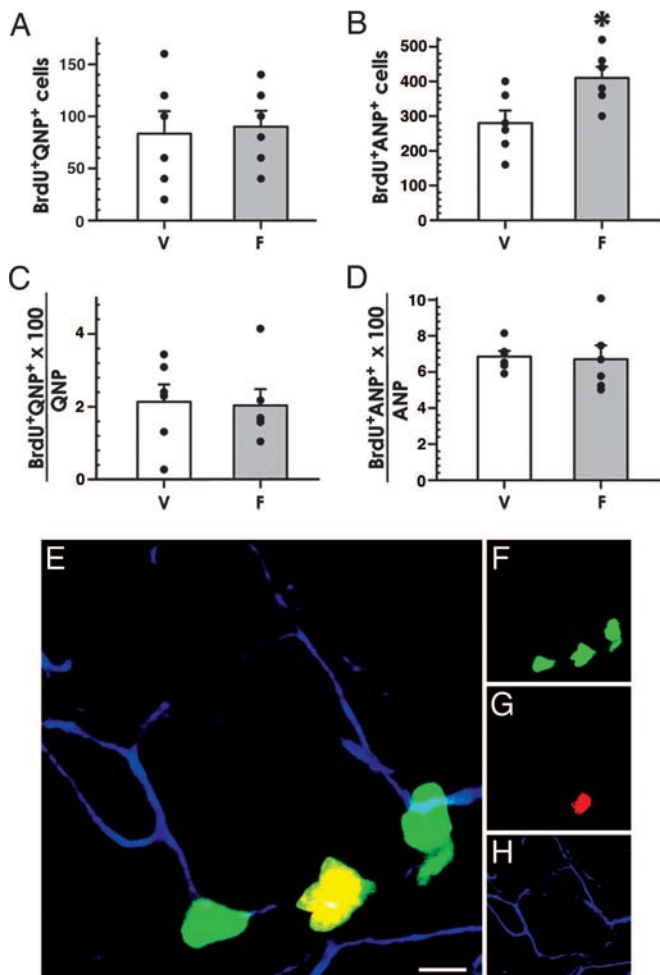 A
BrdU⁺QNP⁺ cells
150
100
50
0
V
F
B
BrdU⁺ANP⁺ cells
*
500
400
300
200
100
0
V
F
C
BrdU⁺QNP⁺ x 100
QNP
4
2
0
V
F
D
BrdU⁺ANP⁺ x 100
ANP
10
8
6
4
2
0
V
F
E
F
G
H